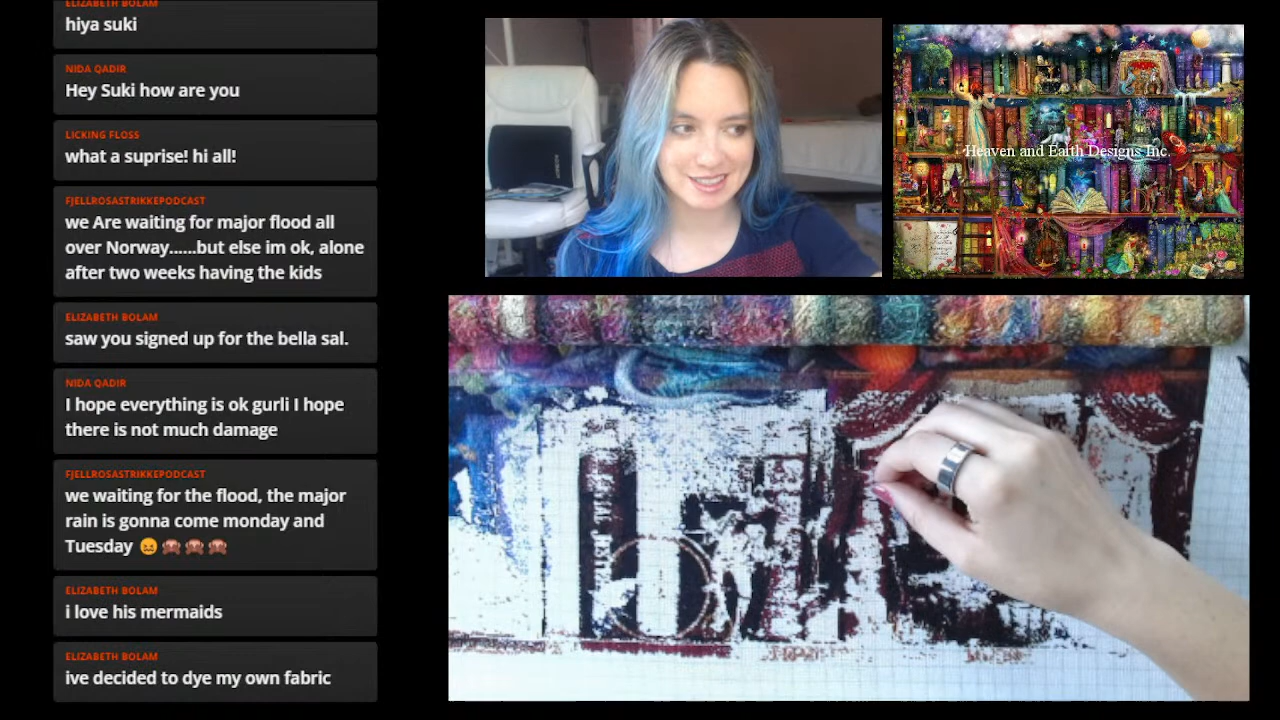 ELIZABETH BOLAM
hiya suki
NIDA QADIR
Hey Suki how are you
LICKING FLOSS
what a suprise! hi all!
FJELLROSASTRIKKEPODCAST
we Are waiting for major flood all
over Norway......but else im ok, alone
after two weeks having the kids
ELIZABETH BOLAM
saw you signed up for the bella sal.
NIDA QADIR
I hope everything is ok gurli I hope
there is not much damage
FJELLROSASTRIKKEPODCAST
we waiting for the flood, the major
rain is gonna come monday and
Tuesday 😖🙈🙈🙈
ELIZABETH BOLAM
i love his mermaids
ELIZABETH BOLAM
ive decided to dye my own fabric
Heaven and Earth Designs Inc.